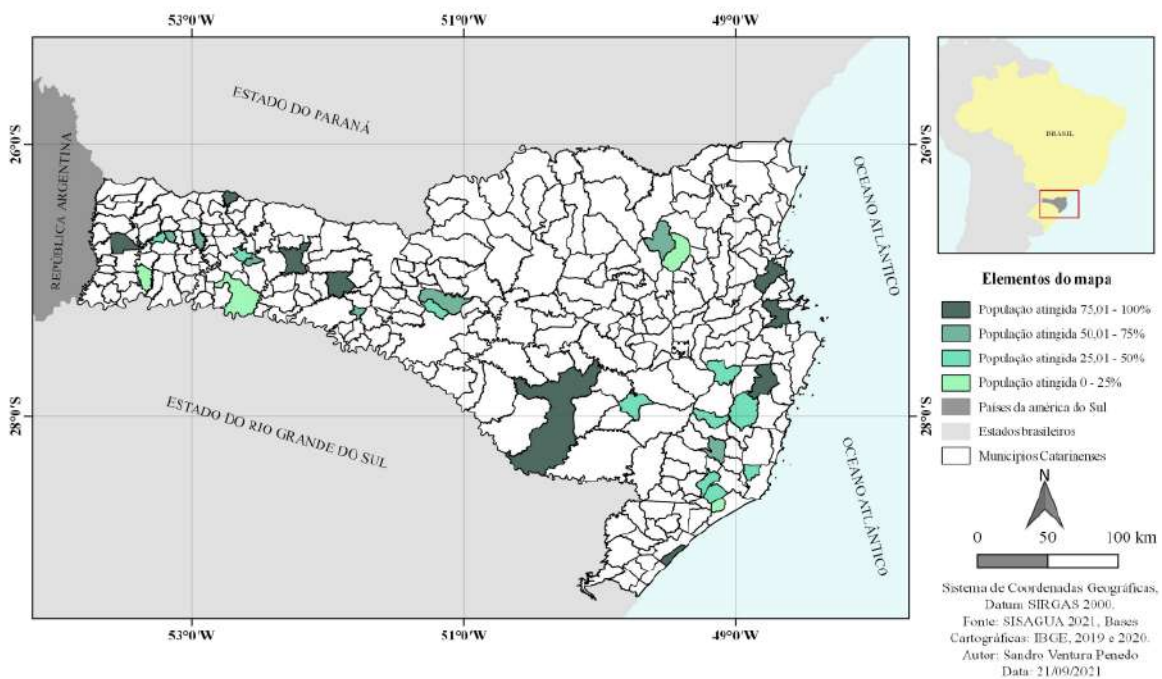 53°0'W
51°0'W
49°0'W
26°0'S
28°0'S
ESTADO DO PARANÁ
REPÚBLICA ARGENTINA
OCEANO ATLÂNTICO
ESTADO DO RIO GRANDE DO SUL
OCEANO ATLÂNTICO
26°0'S
28°0'S
53°0'W
51°0'W
49°0'W
BRASIL
Elementos do mapa
População atingida 75,01 - 100%
População atingida 50,01 - 75%
População atingida 25,01 - 50%
População atingida 0 - 25%
Países da américa do Sul
Estados brasileiros
Municípios Catarinenses
N
0 50 100 km
Sistema de Coordenadas Geográficas,
Datum SIRGAS 2000.
Fonte: SISAGUA 2021, Bases
Cartográficas: IBGE, 2019 e 2020.
Autor: Sandro Ventura Penedo
Data: 21/09/2021